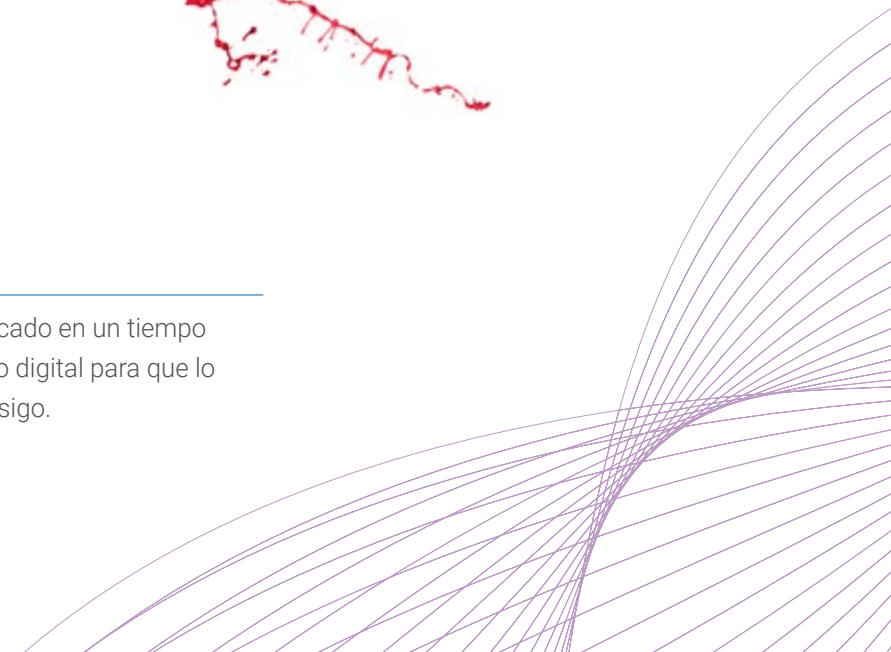 cado en un tiempo
o digital para que lo
sigo.